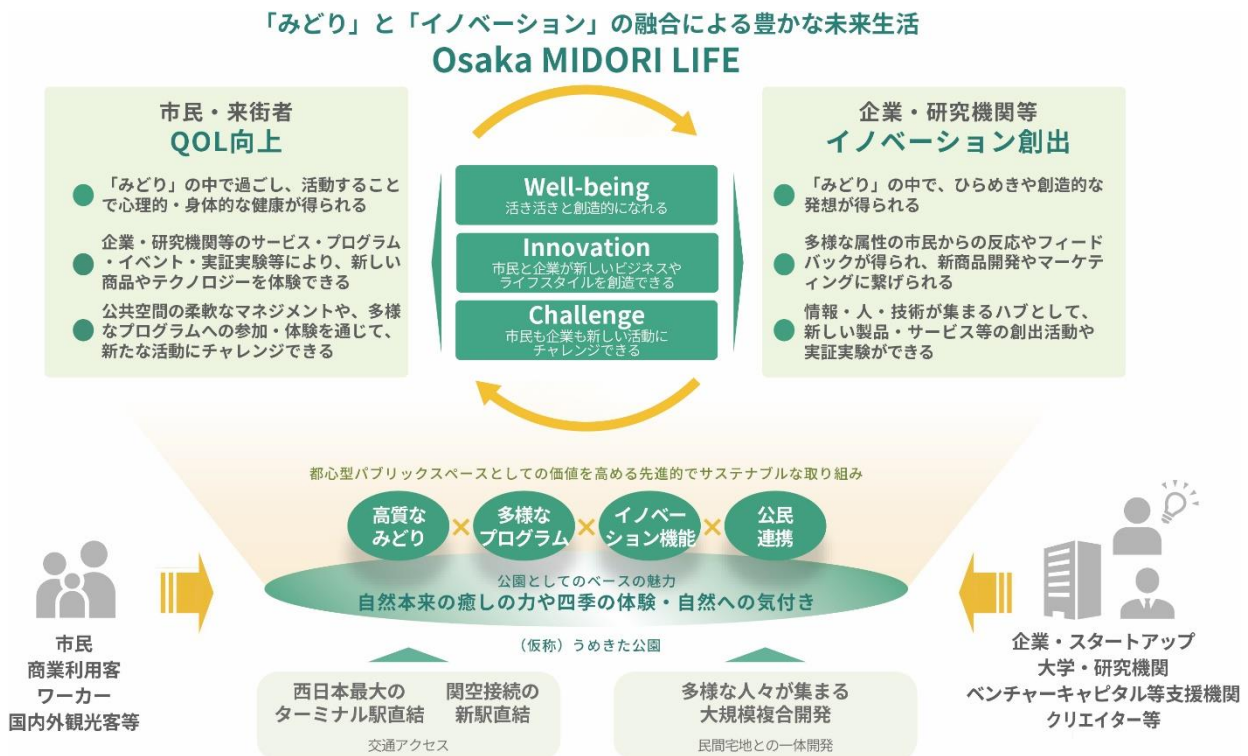 「みどり」と「イノベーション」の融合による豊かな未来生活
Osaka MIDORI LIFE
市民・来街者
QOL向上
「みどり」の中で過ごし、活動すること
で心理的・身体的な健康が得られる
企業・研究機関等のサービス・プログラム
・イベント・実証実験等により、新しい
商品やテクノロジーを体験できる
公共空間の柔軟なマネジメントや、多様
なプログラムへの参加・体験を通じて、
新たな活動にチャレンジできる
Well-being
活き活きと創造的になれる
Innovation
市民と企業が新しいビジネスや
ライフスタイルを創造できる
Challenge
市民も企業も新しい活動に
チャレンジできる
企業・研究機関等
イノベーション創出
「みどり」の中で、ひらめきや創造的な
発想が得られる
多様な属性の市民からの反応やフィード
バックが得られ、新商品開発やマーケテ
ィングに繋げられる
情報・人・技術が集まるハブとして、
新しい製品・サービス等の創出活動や
実証実験ができる
都心型パブリックスペースとしての価値を高める先進的でサステナブルな取り組み
高質な
みどり
×
多様な
プログラム
×
イノベー
ション機能
×
公民
連携
公園としてのベースの魅力
自然本来の癒しの力や四季の体験・自然への気付き
（仮称）うめきた公園
市民
商業利用客
ワーカー
国内外観光客等
企業・スタートアップ
大学・研究機関
ベンチャーキャピタル等支援機関
クリエイター等
西日本最大の
ターミナル駅直結
関空接続の
新駅直結
交通アクセス
多様な人々が集まる
大規模複合開発
民間宅地との一体開発